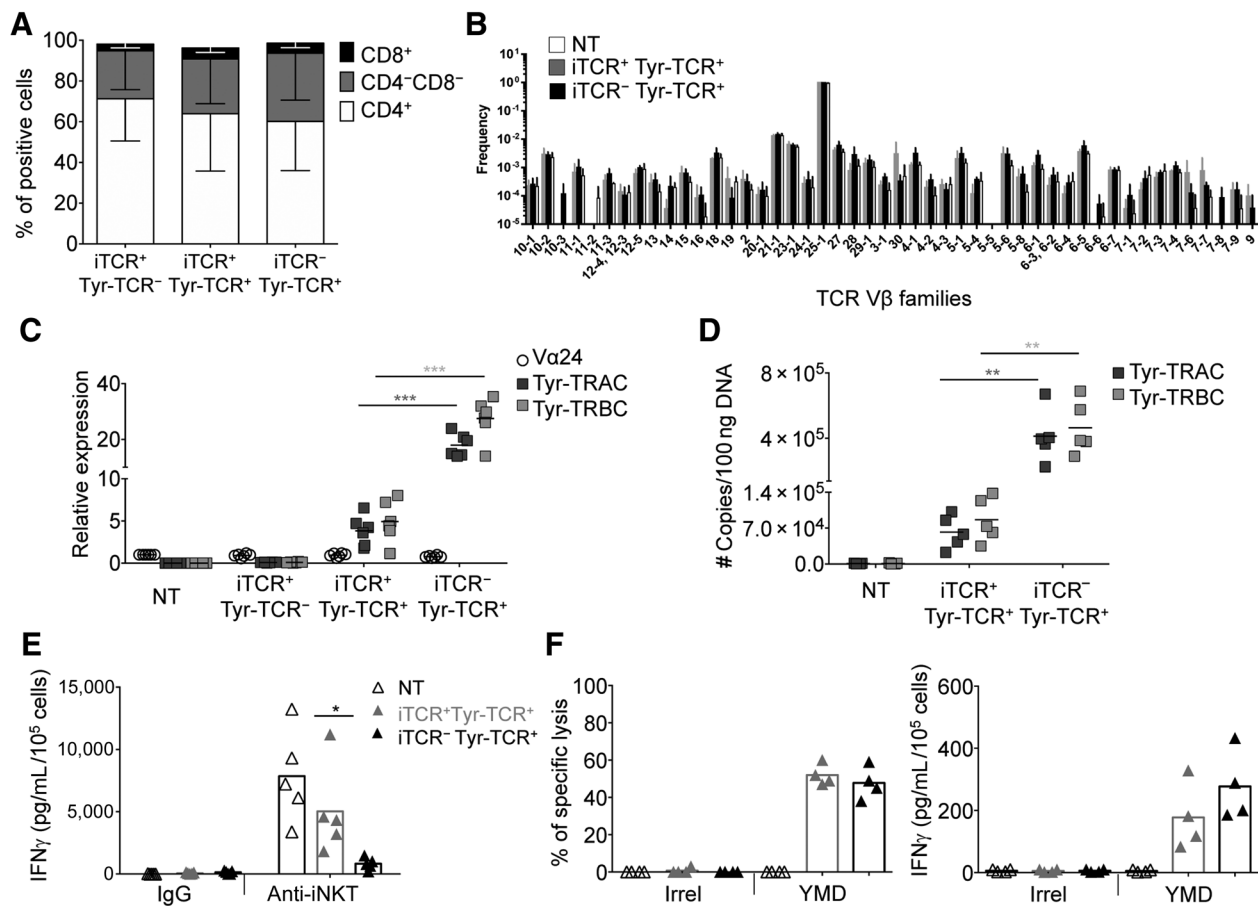 A
% of positive cells
100
80
60
40
20
0
CD8⁺
CD4⁻CD8⁻
CD4⁺
iTCR⁺ Tyr-TCR⁻
iTCR⁺ Tyr-TCR⁺
iTCR⁻ Tyr-TCR⁺
B
NT
iTCR⁺ Tyr-TCR⁺
iTCR⁻ Tyr-TCR⁺
Frequency
10¹
10⁰
10⁻¹
10⁻²
10⁻³
10⁻⁴
10⁻⁵
10-1 10-2 10-3 11-1 11-2 11-3 12-4, 12-3 12-5 13 14 15 16 18 19 2 20-1 21-1 23-1 24-1 25-1 27 28 29-1 3-1 30 4-1 4-2 4-3 5-1 5-4 5-5 5-6 5-8 6-1 6-3, 6-2 6-4 6-5 6-6 6-7 7-1 7-2 7-3 7-4 7-6 7-7 7-8 7-9 9
TCR Vβ families
C
Relative expression
40
20
10
5
0
***
***
Vα24
Tyr-TRAC
Tyr-TRBC
NT
iTCR⁺ Tyr-TCR⁻
iTCR⁺ Tyr-TCR⁺
iTCR⁻ Tyr-TCR⁺
D
# Copies/100 ng DNA
8 × 10⁵
4 × 10⁵
1.4 × 10⁵
7.0 × 10⁴
0
**
**
Tyr-TRAC
Tyr-TRBC
NT
iTCR⁺ Tyr-TCR⁺
iTCR⁻ Tyr-TCR⁺
E
IFNγ (pg/mL/10⁵ cells)
15,000
10,000
5,000
0
*
NT
iTCR⁺Tyr-TCR⁺
iTCR⁻ Tyr-TCR⁺
IgG
Anti-iNKT
F
% of specific lysis
100
80
60
40
20
0
Irrel
YMD
IFNγ (pg/mL/10⁵ cells)
600
400
200
0
Irrel
YMD